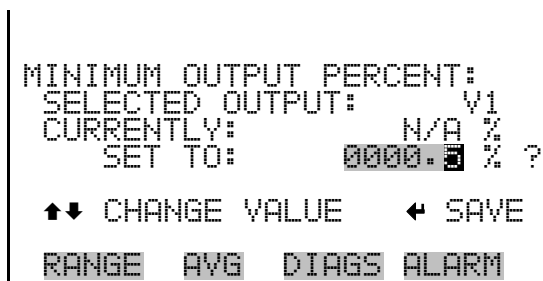 MINIMUM OUTPUT PERCENT:
SELECTED OUTPUT: V1
CURRENTLY: N/A %
SET TO: 0000.5 % ?
⬆⬇ CHANGE VALUE ↵ SAVE
RANGE AVG DIAGS ALARM